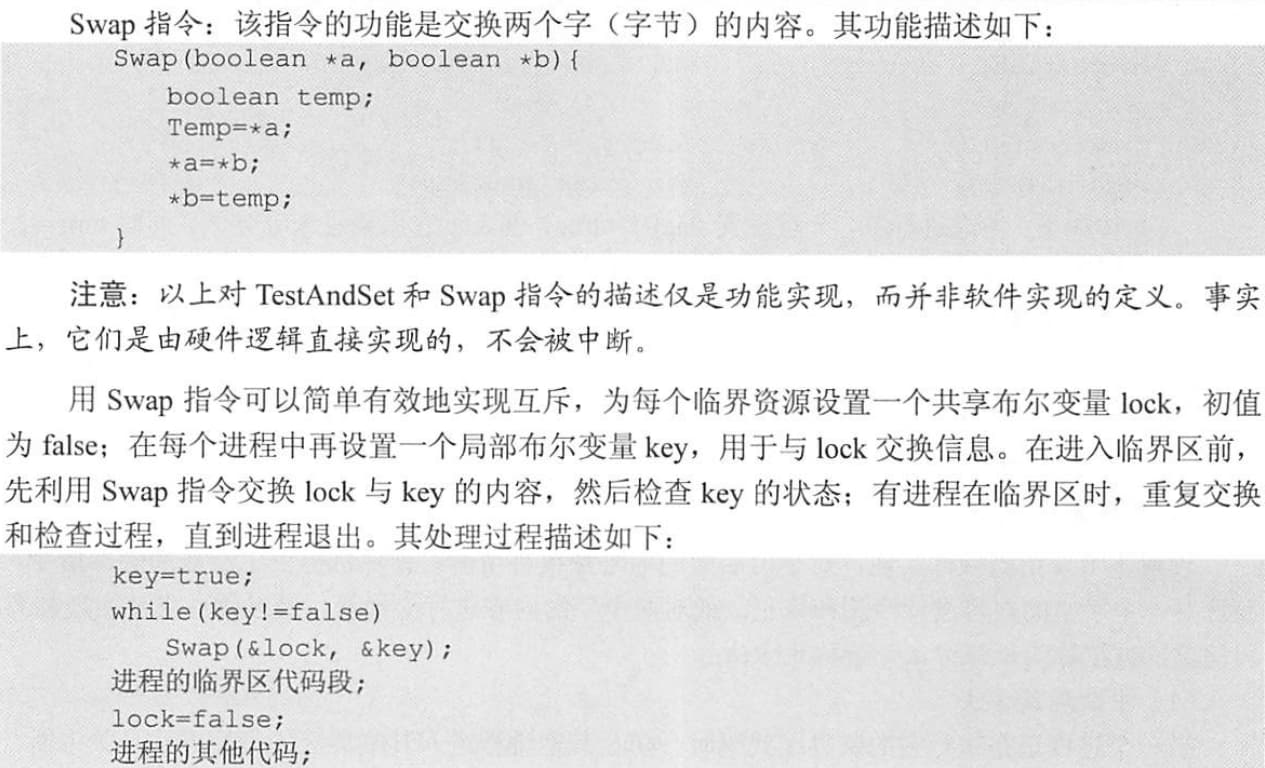 Swap 指令：该指令的功能是交换两个字（字节）的内容。其功能描述如下：
Swap(boolean *a, boolean *b){
boolean temp;
Temp=*a;
*a=*b;
*b=temp;
}
注意：以上对 TestAndSet 和 Swap 指令的描述仅是功能实现，而并非软件实现的定义。事实
上，它们是由硬件逻辑直接实现的，不会被中断。
用 Swap 指令可以简单有效地实现互斥，为每个临界资源设置一个共享布尔变量 lock，初值
为 false；在每个进程中再设置一个局部布尔变量 key，用于与 lock 交换信息。在进入临界区前，
先利用 Swap 指令交换 lock 与 key 的内容，然后检查 key 的状态；有进程在临界区时，重复交换
和检查过程，直到进程退出。其处理过程描述如下：
key=true;
while(key!=false)
Swap(&lock, &key);
进程的临界区代码段;
lock=false;
进程的其他代码;